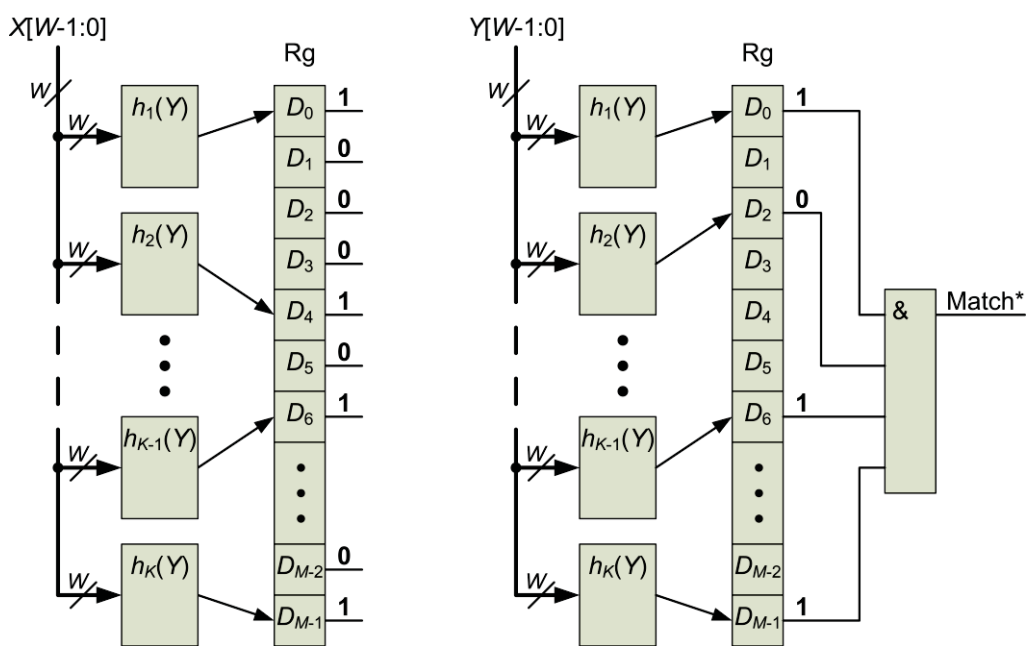 X[W-1:0]
Rg
W
W
h₁(Y)
D₀
1
D₁
0
D₂
0
W
h₂(Y)
D₃
0
D₄
1
D₅
0
D₆
1
W
hK-1(Y)
W
hK(Y)
DM-2
0
DM-1
1
Y[W-1:0]
Rg
W
W
h₁(Y)
D₀
1
D₁
D₂
0
W
h₂(Y)
D₃
D₄
D₅
D₆
1
W
hK-1(Y)
W
hK(Y)
DM-2
DM-1
1
&
Match*